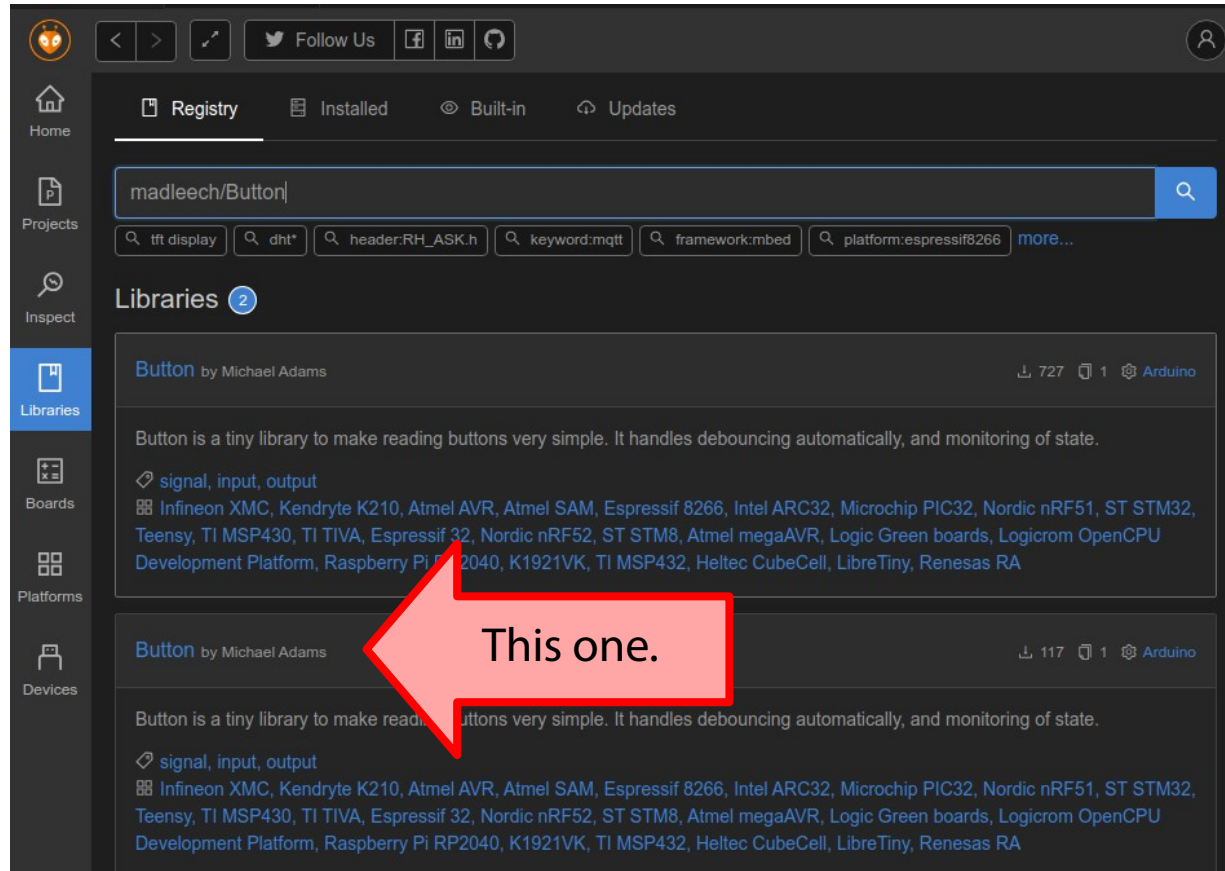 Follow Us
Home
Projects
Inspect
Libraries
Boards
Platforms
Devices
Registry Installed Built-in Updates
madleech/Button
tft display dht* header:RH_ASK.h keyword:mqtt framework:mbed platform:espressif8266 more...
Libraries 2
Button by Michael Adams 727 1 Arduino
Button is a tiny library to make reading buttons very simple. It handles debouncing automatically, and monitoring of state.
signal, input, output
Infineon XMC, Kendryte K210, Atmel AVR, Atmel SAM, Espressif 8266, Intel ARC32, Microchip PIC32, Nordic nRF51, ST STM32,
Teensy, TI MSP430, TI TIVA, Espressif 32, Nordic nRF52, ST STM8, Atmel megaAVR, Logic Green boards, Logicrom OpenCPU
Development Platform, Raspberry Pi RP2040, K1921VK, TI MSP432, Heltec CubeCell, LibreTiny, Renesas RA
Button by Michael Adams 117 1 Arduino
This one.
Button is a tiny library to make reading buttons very simple. It handles debouncing automatically, and monitoring of state.
signal, input, output
Infineon XMC, Kendryte K210, Atmel AVR, Atmel SAM, Espressif 8266, Intel ARC32, Microchip PIC32, Nordic nRF51, ST STM32,
Teensy, TI MSP430, TI TIVA, Espressif 32, Nordic nRF52, ST STM8, Atmel megaAVR, Logic Green boards, Logicrom OpenCPU
Development Platform, Raspberry Pi RP2040, K1921VK, TI MSP432, Heltec CubeCell, LibreTiny, Renesas RA